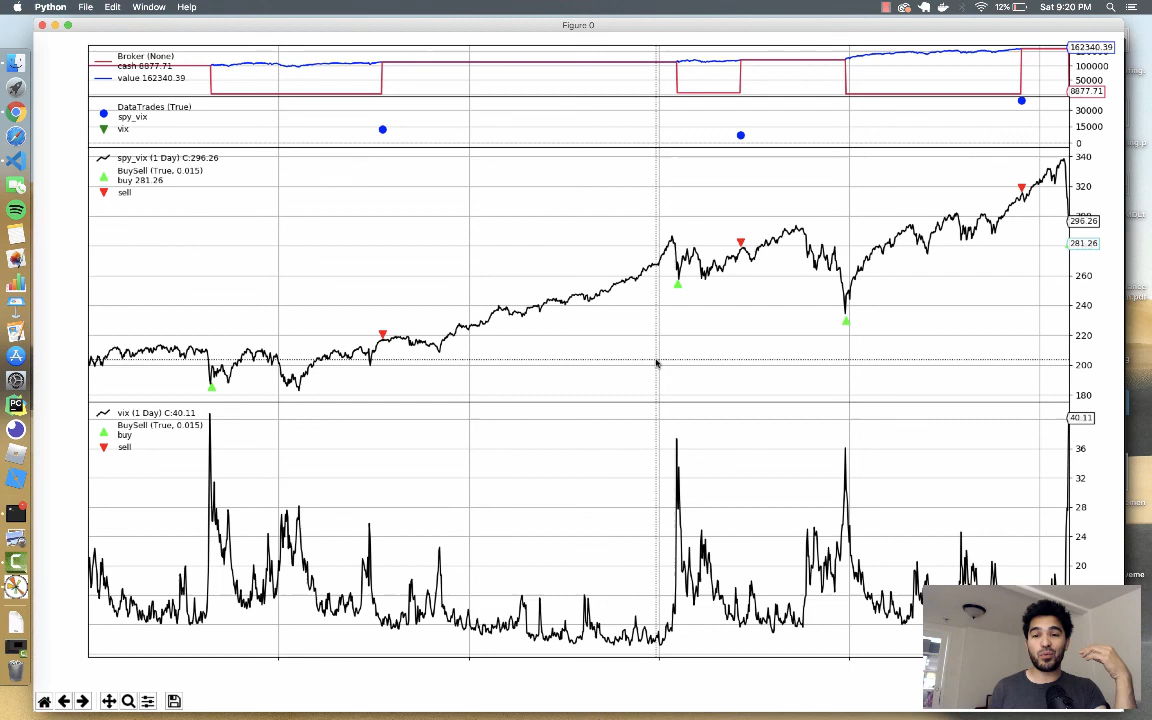 Python File Edit View Window Help
12% Sat 9:20 PM
Figure 0
Broker (None)
cash 8877.71
value 162340.39
162340.39
100000
50000
8877.71
DataTrades (True)
spy_vix
vix
30000
15000
0
spy_vix (1 Day) C:296.26
BuySell (True, 0.015)
buy 281.26
sell
340
320
296.26
281.26
260
240
220
200
180
vix (1 Day) C:40.11
BuySell (True, 0.015)
buy
sell
40.11
36
32
28
24
20